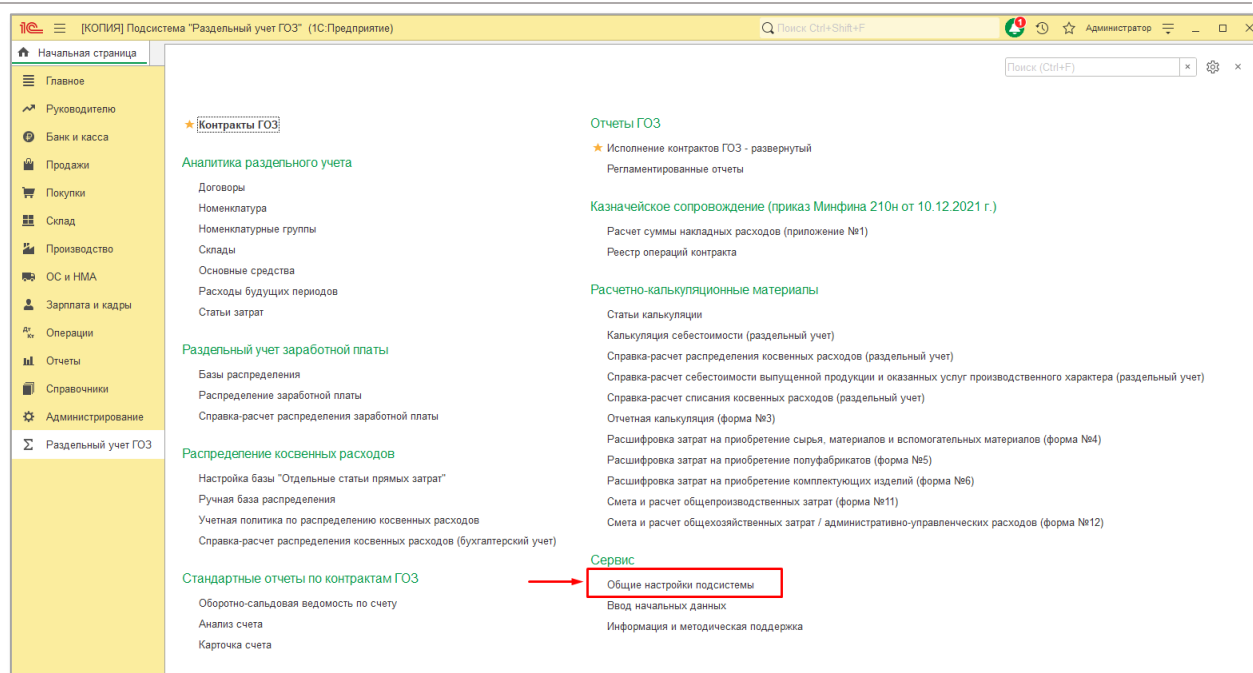 1С [КОПИЯ] Подсистема "Раздельный учет ГОЗ" (1С:Предприятие) Поиск Ctrl+Shift+F 9 Администратор
Начальная страница
Поиск (Ctrl+F)
Главное
Руководителю
Банк и касса
Продажи
Покупки
Склад
Производство
ОС и НМА
Зарплата и кадры
Дт Кт Операции
Отчеты
Справочники
Администрирование
Σ Раздельный учет ГОЗ
Контракты ГОЗ
Аналитика раздельного учета
Договоры
Номенклатура
Номенклатурные группы
Склады
Основные средства
Расходы будущих периодов
Статьи затрат
Раздельный учет заработной платы
Базы распределения
Распределение заработной платы
Справка-расчет распределения заработной платы
Распределение косвенных расходов
Настройка базы "Отдельные статьи прямых затрат"
Ручная база распределения
Учетная политика по распределению косвенных расходов
Справка-расчет распределения косвенных расходов (бухгалтерский учет)
Стандартные отчеты по контрактам ГОЗ
Оборотно-сальдовая ведомость по счету
Анализ счета
Карточка счета
Отчеты ГОЗ
Исполнение контрактов ГОЗ - развернутый
Регламентированные отчеты
Казначейское сопровождение (приказ Минфина 210н от 10.12.2021 г.)
Расчет суммы накладных расходов (приложение №1)
Реестр операций контракта
Расчетно-калькуляционные материалы
Статьи калькуляции
Калькуляция себестоимости (раздельный учет)
Справка-расчет распределения косвенных расходов (раздельный учет)
Справка-расчет себестоимости выпущенной продукции и оказанных услуг производственного характера (раздельный учет)
Справка-расчет списания косвенных расходов (раздельный учет)
Отчетная калькуляция (форма №3)
Расшифровка затрат на приобретение сырья, материалов и вспомогательных материалов (форма №4)
Расшифровка затрат на приобретение полуфабрикатов (форма №5)
Расшифровка затрат на приобретение комплектующих изделий (форма №6)
Смета и расчет общепроизводственных затрат (форма №11)
Смета и расчет общехозяйственных затрат / административно-управленческих расходов (форма №12)
Сервис
Общие настройки подсистемы
Ввод начальных данных
Информация и методическая поддержка